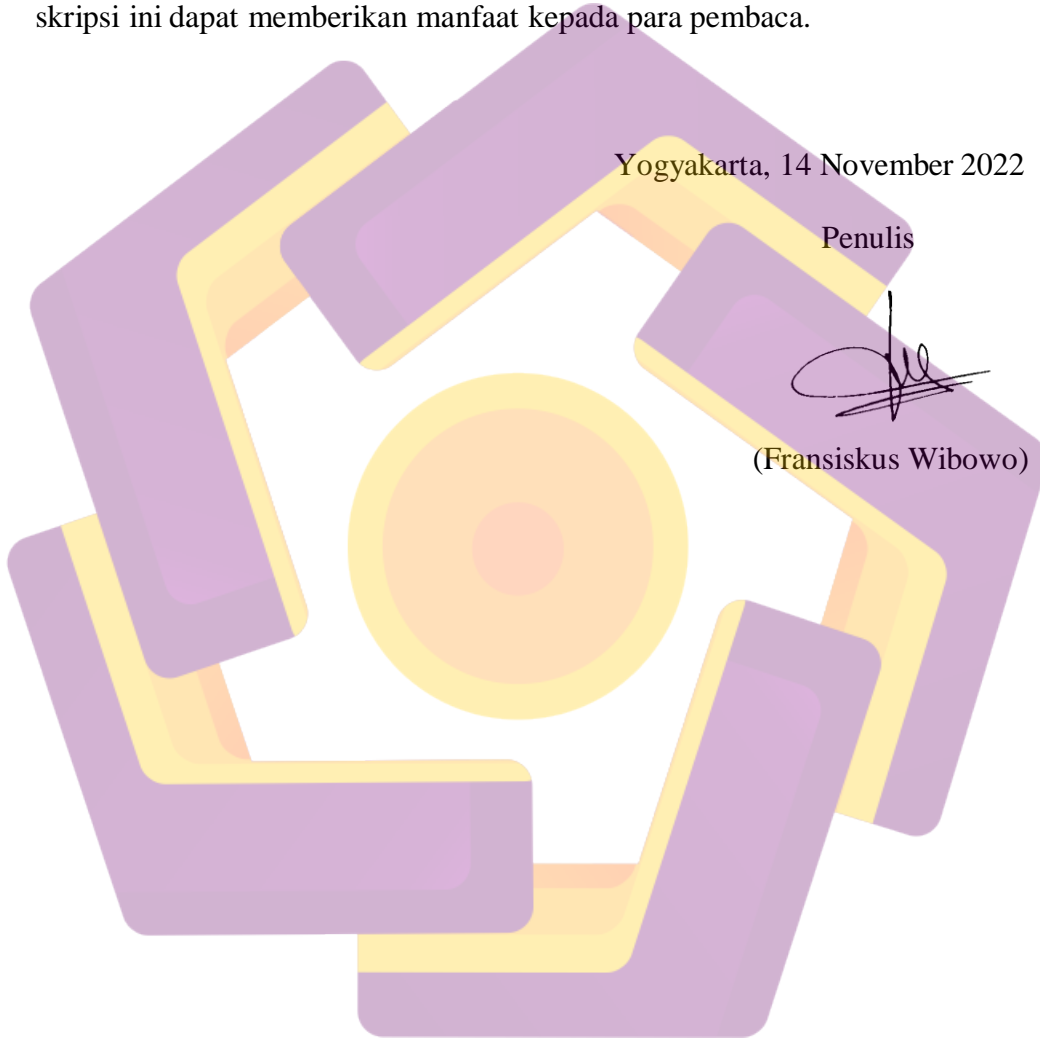 skripsi ini dapat memberikan manfaat kepada para pembaca.
Yogyakarta, 14 November 2022
Penulis
(Fransiskus Wibowo)